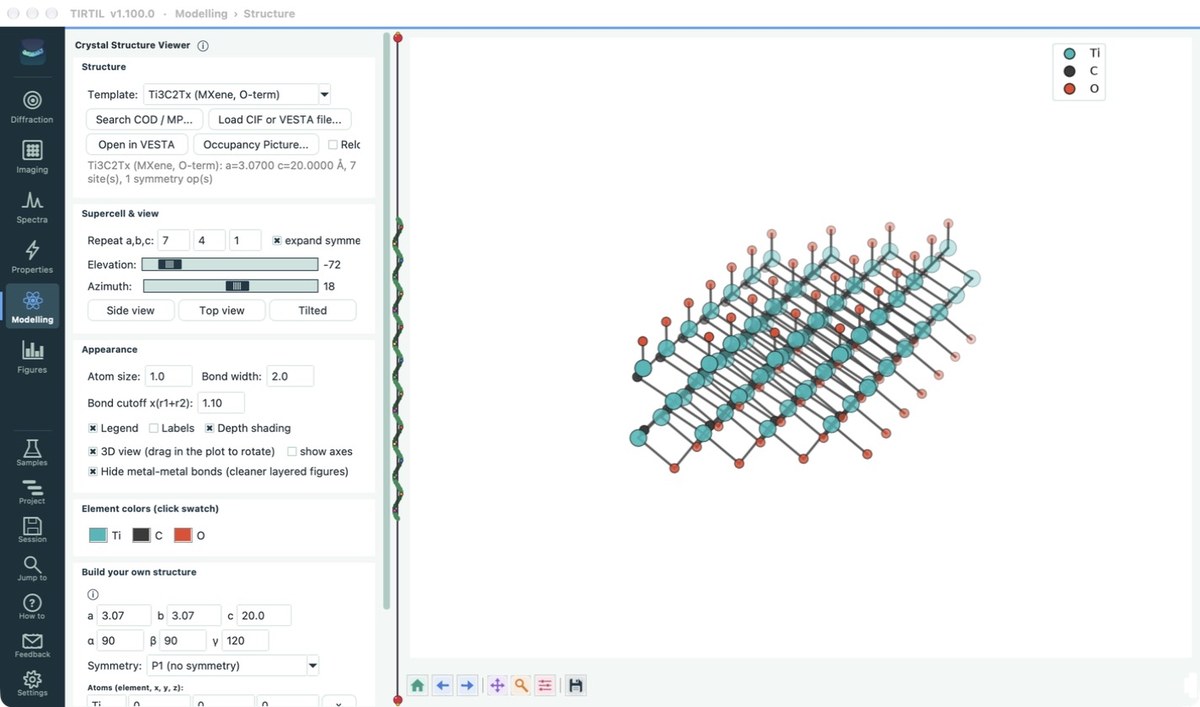 TIRTIL v1.100.0 · Modelling › Structure
Crystal Structure Viewer
Structure
Template: Ti3C2Tx (MXene, O-term)
Search COD / MP... Load CIF or VESTA file...
Open in VESTA Occupancy Picture... Relc
Ti3C2Tx (MXene, O-term): a=3.0700 c=20.0000 Å, 7
site(s), 1 symmetry op(s)
Supercell & view
Repeat a,b,c: 7 4 1 expand symme
Elevation: -72
Azimuth: 18
Side view Top view Tilted
Appearance
Atom size: 1.0 Bond width: 2.0
Bond cutoff x(r1+r2): 1.10
Legend Labels Depth shading
3D view (drag in the plot to rotate) show axes
Hide metal-metal bonds (cleaner layered figures)
Element colors (click swatch)
Ti C O
Build your own structure
a 3.07 b 3.07 c 20.0
α 90 β 90 γ 120
Symmetry: P1 (no symmetry)
Atoms (element, x, y, z):
Ti 0 0 0
Diffraction
Imaging
Spectra
Properties
Modelling
Figures
Samples
Project
Session
Jump to
How to
Feedback
Settings
Ti
C
O